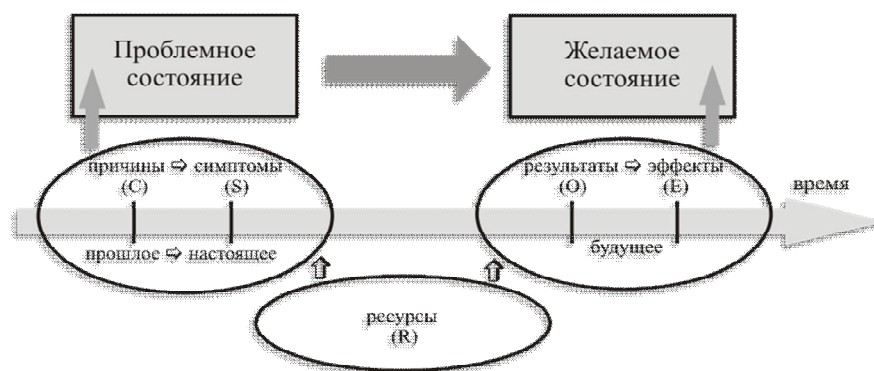 Проблемное
состояние
Желаемое
состояние
причины ⇨ симптомы
(C) (S)
прошлое ⇨ настоящее
результаты ⇨ эффекты
(O) (E)
будущее
время
ресурсы
(R)